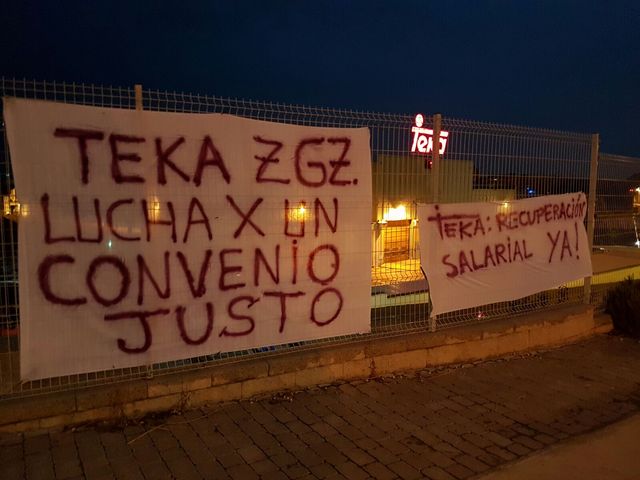 TEKA ZGZ.
LUCHA X UN
CONVENIO
JUSTO
Teka
TEKA: RECUPERACIÓN
SALARIAL YA!